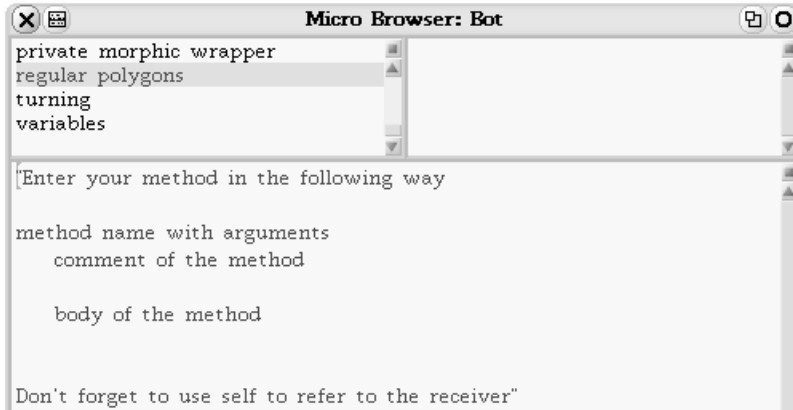 Micro Browser: Bot
private morphic wrapper
regular polygons
turning
variables
"Enter your method in the following way
method name with arguments
comment of the method
body of the method
Don't forget to use self to refer to the receiver"